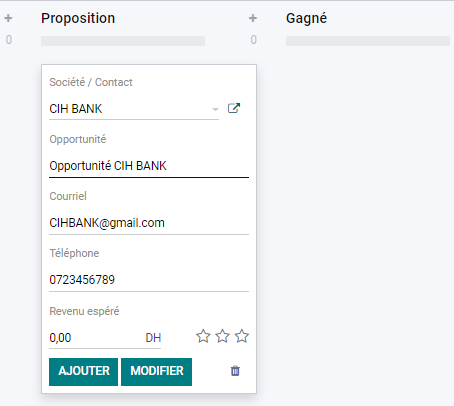 + Proposition + Gagné
0 0
Société / Contact
CIH BANK
Opportunité
Opportunité CIH BANK
Courriel
CIHBANK@gmail.com
Téléphone
0723456789
Revenu espéré
0,00 DH
AJOUTER MODIFIER